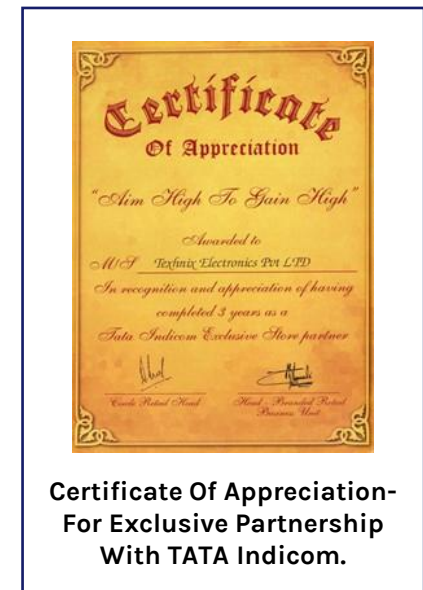 Certificate
Of Appreciation
"Aim High To Gain High"
Awarded to
M/S Texhnix Electronics Pvt LTD
In recognition and appreciation of having
completed 3 years as a
Tata Indicom Exclusive Store partner
Circle Retail Head
Head - Branded Retail
Business Unit
Certificate Of Appreciation-
For Exclusive Partnership
With TATA Indicom.